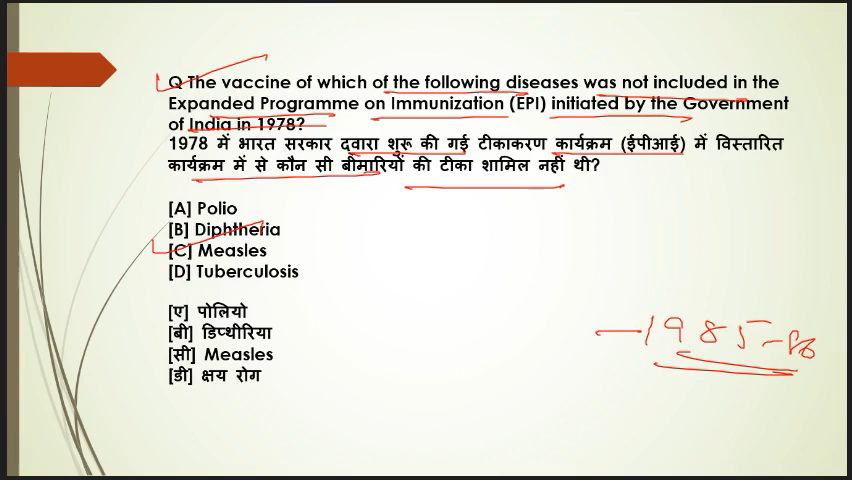 Q The vaccine of which of the following diseases was not included in the
Expanded Programme on Immunization (EPI) initiated by the Government
of India in 1978?
1978 में भारत सरकार द्वारा शुरू की गई टीकाकरण कार्यक्रम (ईपीआई) में विस्तारित
कार्यक्रम में से कौन सी बीमारियों की टीका शामिल नहीं थी?
[A] Polio
[B] Diphtheria
[C] Measles
[D] Tuberculosis
[ए] पोलियो
[बी] डिप्थीरिया
[सी] Measles
[डी] क्षय रोग
1985-86